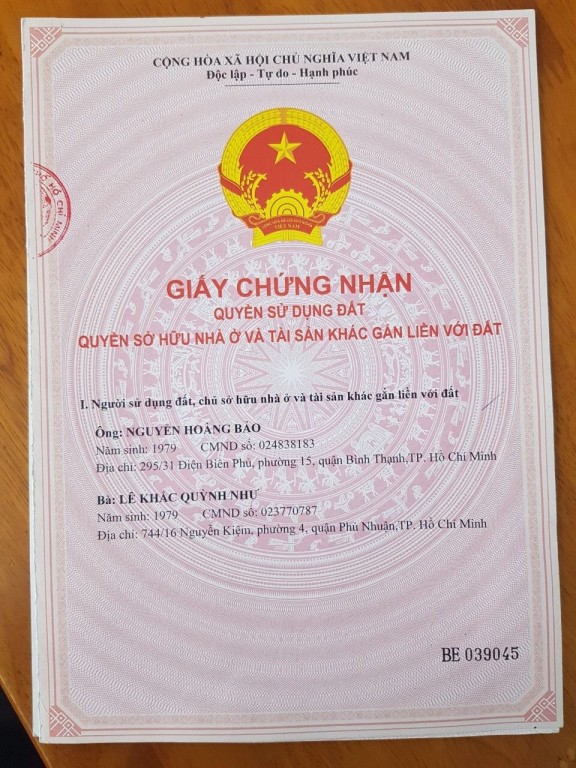 CỘNG HÒA XÃ HỘI CHỦ NGHĨA VIỆT NAM
Độc lập - Tự do - Hạnh phúc
VIỆT NAM
HỒ CHÍ MINH
GIẤY CHỨNG NHẬN
QUYỀN SỬ DỤNG ĐẤT
QUYỀN SỞ HỮU NHÀ Ở VÀ TÀI SẢN KHÁC GẮN LIỀN VỚI ĐẤT
I. Người sử dụng đất, chủ sở hữu nhà ở và tài sản khác gắn liền với đất
Ông: NGUYỄN HOÀNG BẢO
Năm sinh: 1979 CMND số: 024838183
Địa chỉ: 295/31 Điện Biên Phủ, phường 15, quận Bình Thạnh,TP. Hồ Chí Minh
Bà: LÊ KHẮC QUỲNH NHƯ
Năm sinh: 1979 CMND số: 023770787
Địa chỉ: 744/16 Nguyễn Kiệm, phường 4, quận Phú Nhuận,TP. Hồ Chí Minh
BE 039045